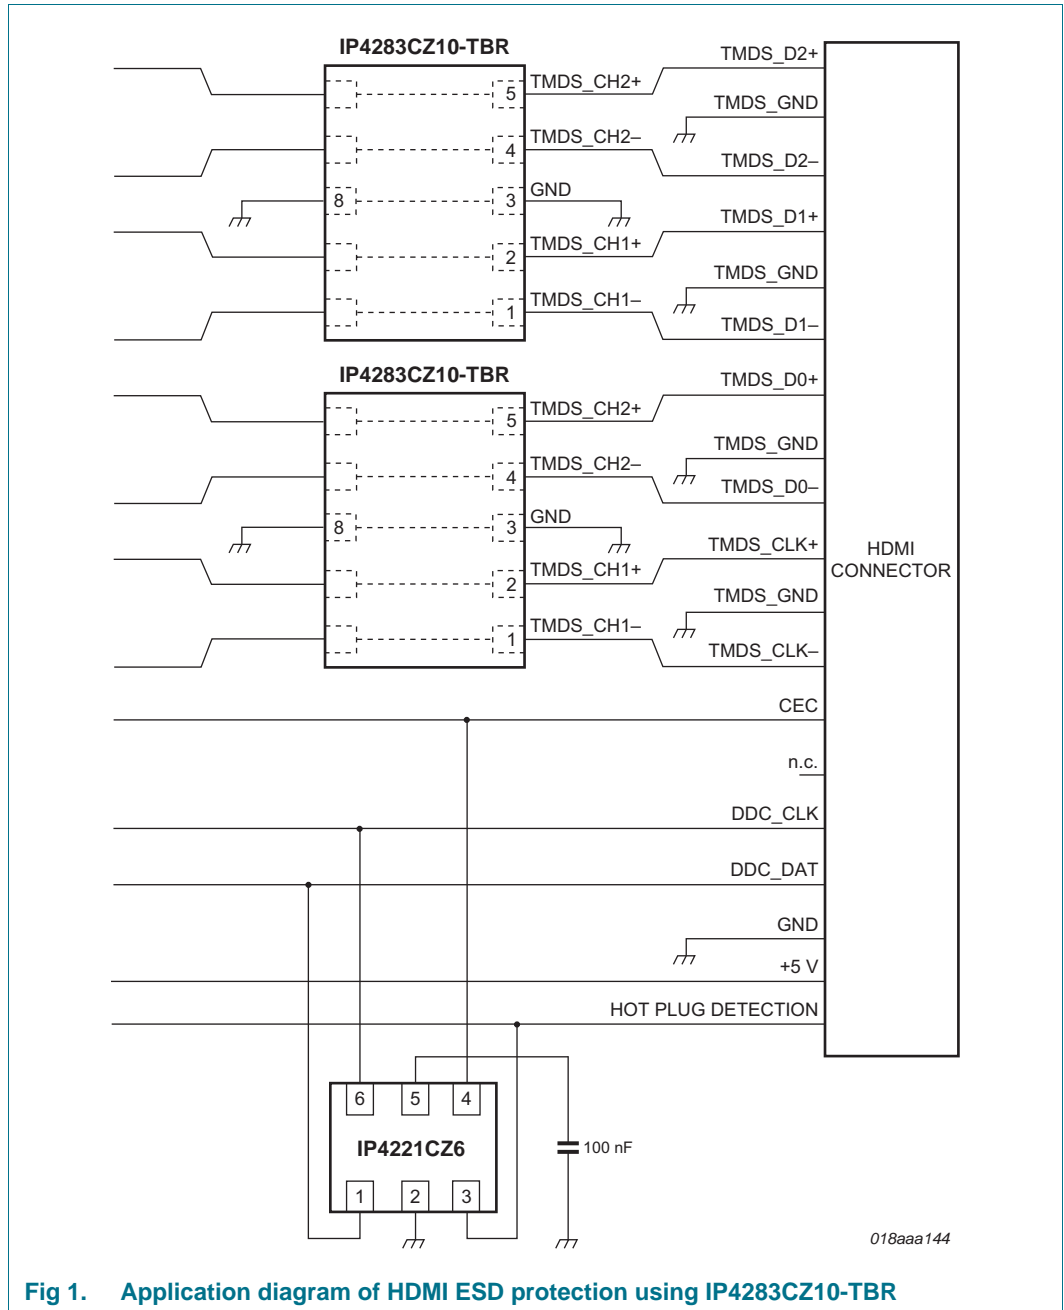 IP4283CZ10-TBR
TMDS_D2+
5
TMDS_CH2+
TMDS_GND
4
TMDS_CH2–
TMDS_D2–
8
3
GND
TMDS_D1+
2
TMDS_CH1+
TMDS_GND
1
TMDS_CH1–
TMDS_D1–
IP4283CZ10-TBR
TMDS_D0+
5
TMDS_CH2+
TMDS_GND
4
TMDS_CH2–
TMDS_D0–
8
3
GND
TMDS_CLK+
HDMI
CONNECTOR
2
TMDS_CH1+
TMDS_GND
1
TMDS_CH1–
TMDS_CLK–
CEC
n.c.
DDC_CLK
DDC_DAT
GND
+5 V
HOT PLUG DETECTION
6 5 4
IP4221CZ6
100 nF
1 2 3
018aaa144
Fig 1. Application diagram of HDMI ESD protection using IP4283CZ10-TBR